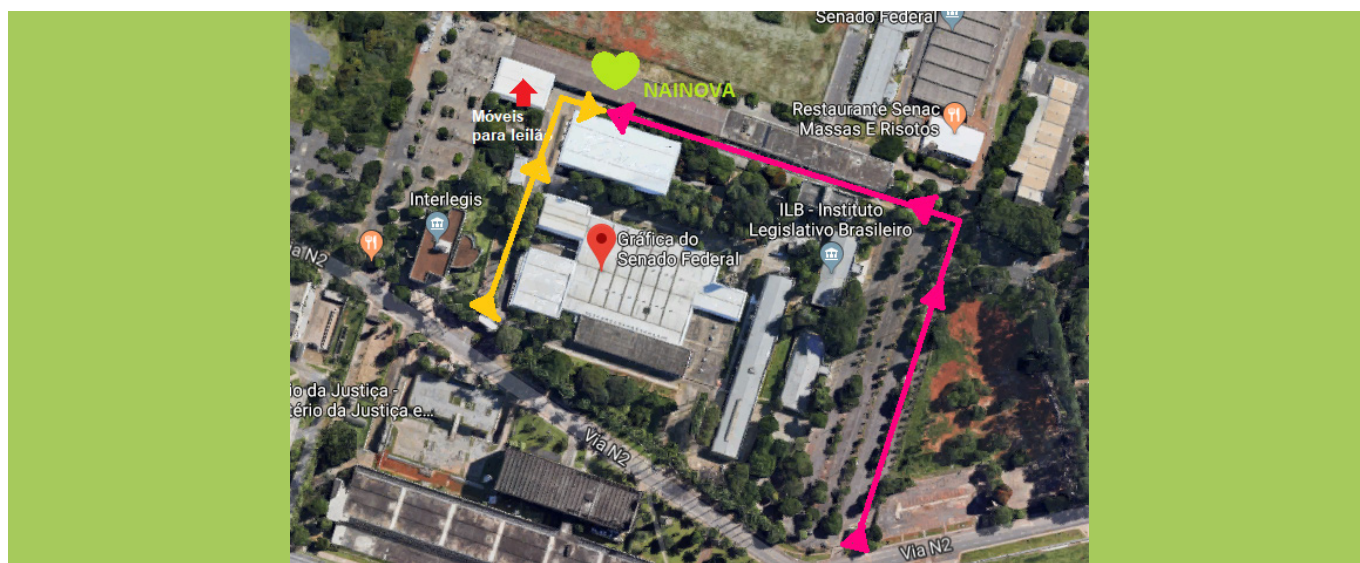 Senado Federal
NAINOVA
Móveis
para leilã
Restaurante Senac
Massas E Risotos
Interlegis
ILB - Instituto
Legislativo Brasileiro
Gráfica do
Senado Federal
Via N2
io da Justiça -
tério da Justiça e...
Via N2
Via N2